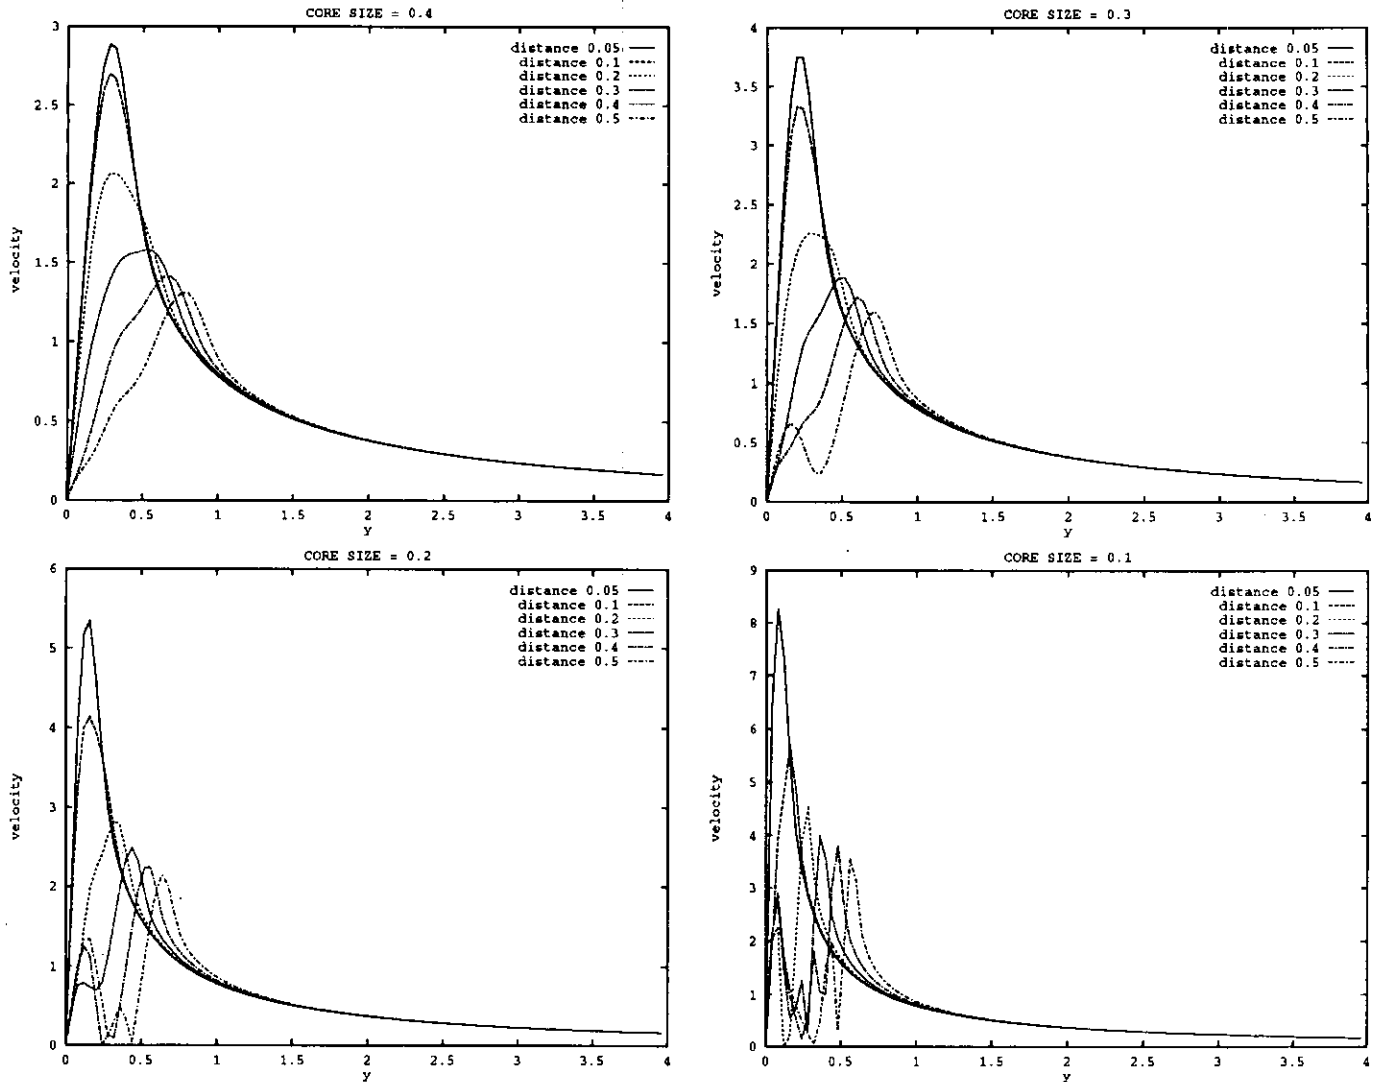 CORE SIZE = 0.4
3
2.5
2
1.5
1
0.5
0
velocity
distance 0.05
distance 0.1
distance 0.2
distance 0.3
distance 0.4
distance 0.5
0 0.5 1 1.5 2 2.5 3 3.5 4
y
CORE SIZE = 0.3
4
3.5
3
2.5
2
1.5
1
0.5
0
velocity
distance 0.05
distance 0.1
distance 0.2
distance 0.3
distance 0.4
distance 0.5
0 0.5 1 1.5 2 2.5 3 3.5 4
y
CORE SIZE = 0.2
6
5
4
3
2
1
0
velocity
distance 0.05
distance 0.1
distance 0.2
distance 0.3
distance 0.4
distance 0.5
0 0.5 1 1.5 2 2.5 3 3.5 4
y
CORE SIZE = 0.1
9
8
7
6
5
4
3
2
1
0
velocity
distance 0.05
distance 0.1
distance 0.2
distance 0.3
distance 0.4
distance 0.5
0 0.5 1 1.5 2 2.5 3 3.5 4
y